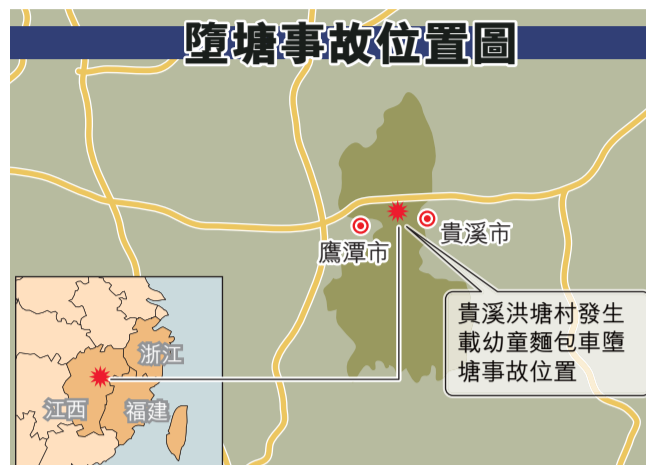 墮塘事故位置圖
鷹潭市
貴溪市
貴溪洪塘村發生
載幼童麵包車墮
塘事故位置
浙江
江西
福建